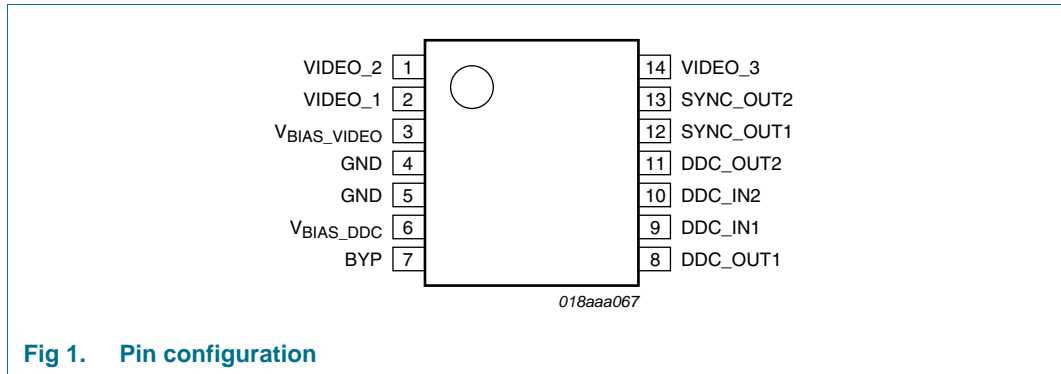 VIDEO_2 1 14 VIDEO_3
VIDEO_1 2 13 SYNC_OUT2
VBIAS_VIDEO 3 12 SYNC_OUT1
GND 4 11 DDC_OUT2
GND 5 10 DDC_IN2
VBIAS_DDC 6 9 DDC_IN1
BYP 7 8 DDC_OUT1
018aaa067
Fig 1. Pin configuration